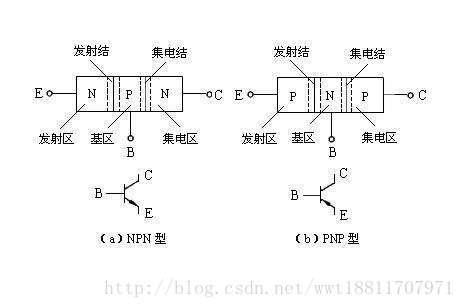 发射结 集电结 发射结 集电结
E N P N C E P N P C
发射区 基区 集电区 发射区 基区 集电区
B B
C C
B B
E E
(a)NPN 型 (b)PNP 型
http://blog.csdn.net/wwt18811707971